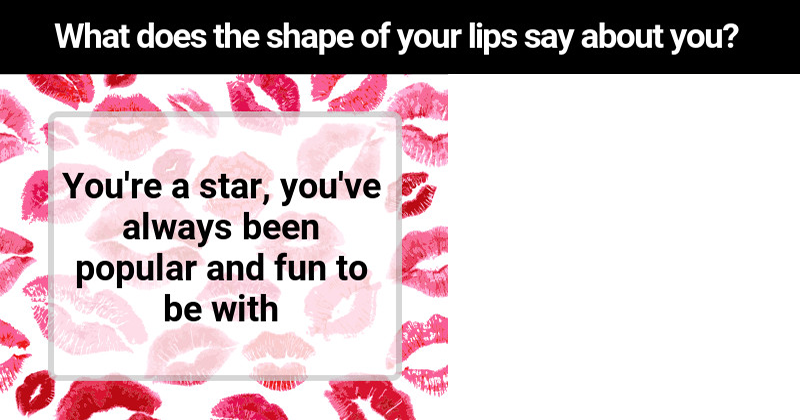 What does the shape of your lips say about you?
You're a star, you've
always been
popular and fun to
be with